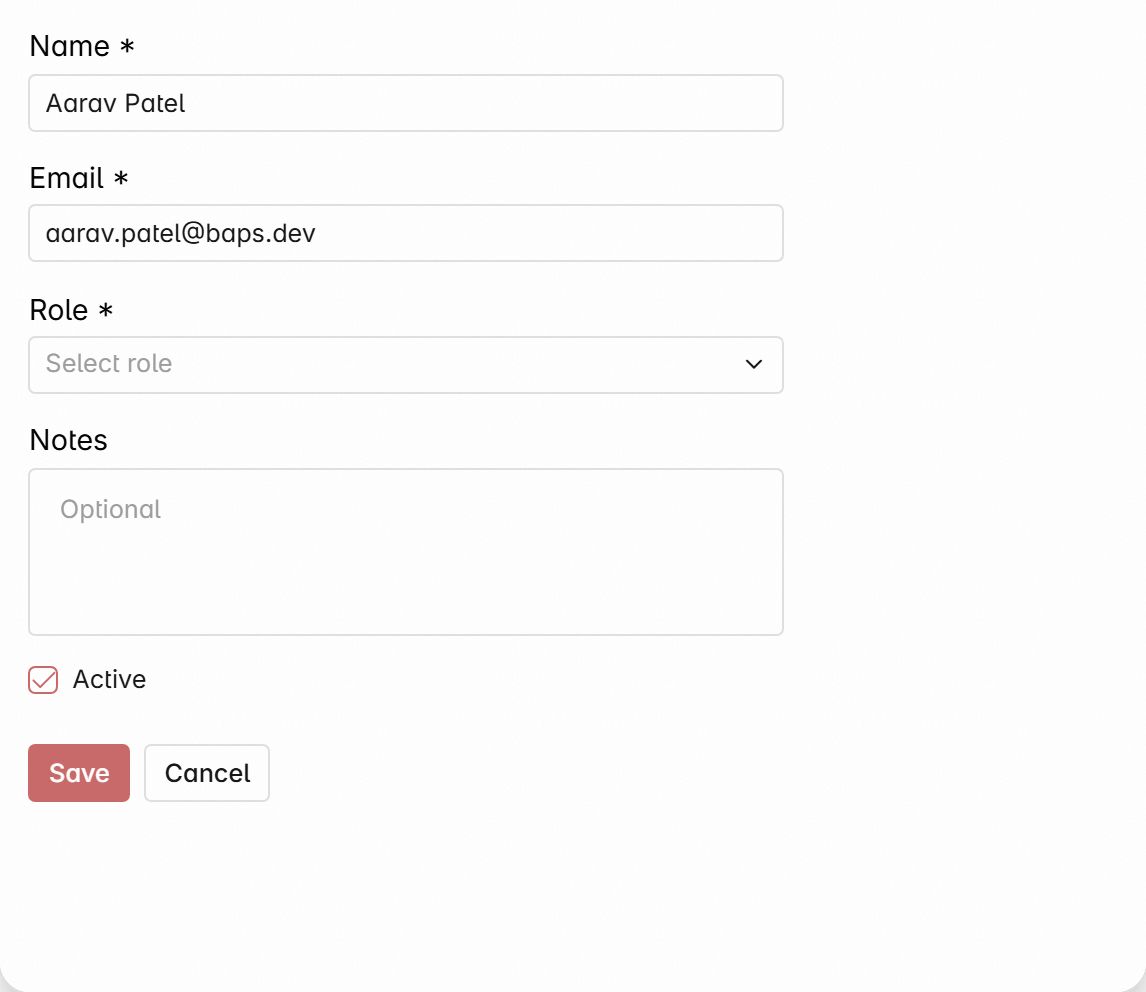 Name *
Aarav Patel
Email *
aarav.patel@baps.dev
Role *
Select role
Notes
Optional
Active
Save
Cancel